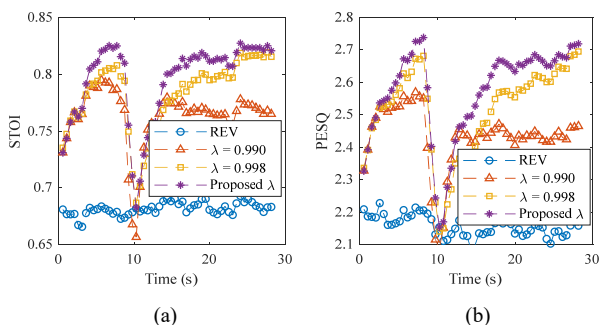 0.85
0.8
0.75
0.7
0.65
STOI
0
10
20
30
Time (s)
REV
λ = 0.990
λ = 0.998
Proposed λ
(a)
2.8
2.7
2.6
2.5
2.4
2.3
2.2
2.1
PESQ
0
10
20
30
Time (s)
REV
λ = 0.990
λ = 0.998
Proposed λ
(b)